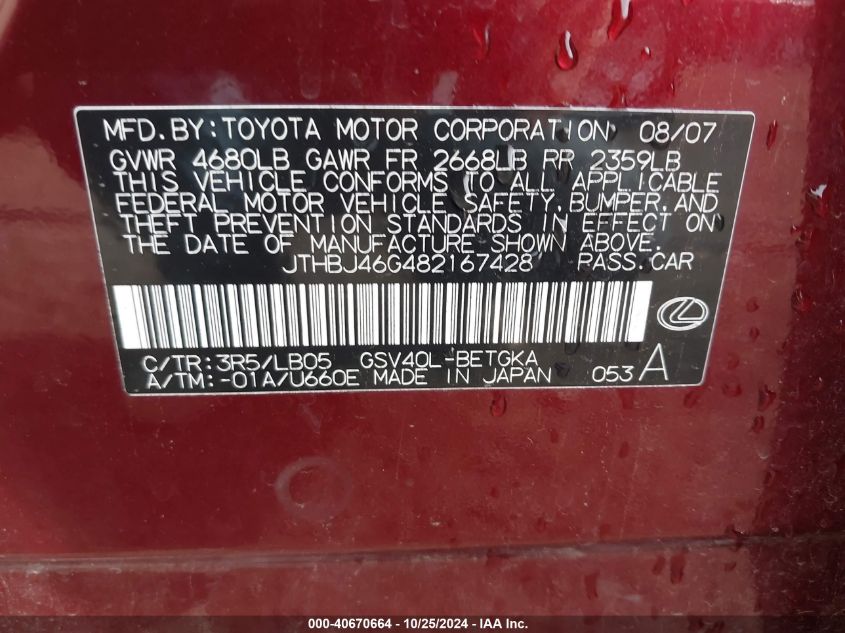 MFD.BY:TOYOTA MOTOR CORPORATION 08/07
GVWR 4680LB GAWR FR 2668LB RR 2359LB
THIS VEHICLE CONFORMS TO ALL APPLICABLE
FEDERAL MOTOR VEHICLE SAFETY,BUMPER,AND
THEFT PREVENTION STANDARDS IN EFFECT ON
THE DATE OF MANUFACTURE SHOWN ABOVE.
JTHBJ46G482167428 PASS.CAR
C/TR:3R5/LB05 GSV40L-BETGKA
A/TM:-01A/U660E MADE IN JAPAN 053 A
000-40670664 - 10/25/2024 - IAA Inc.